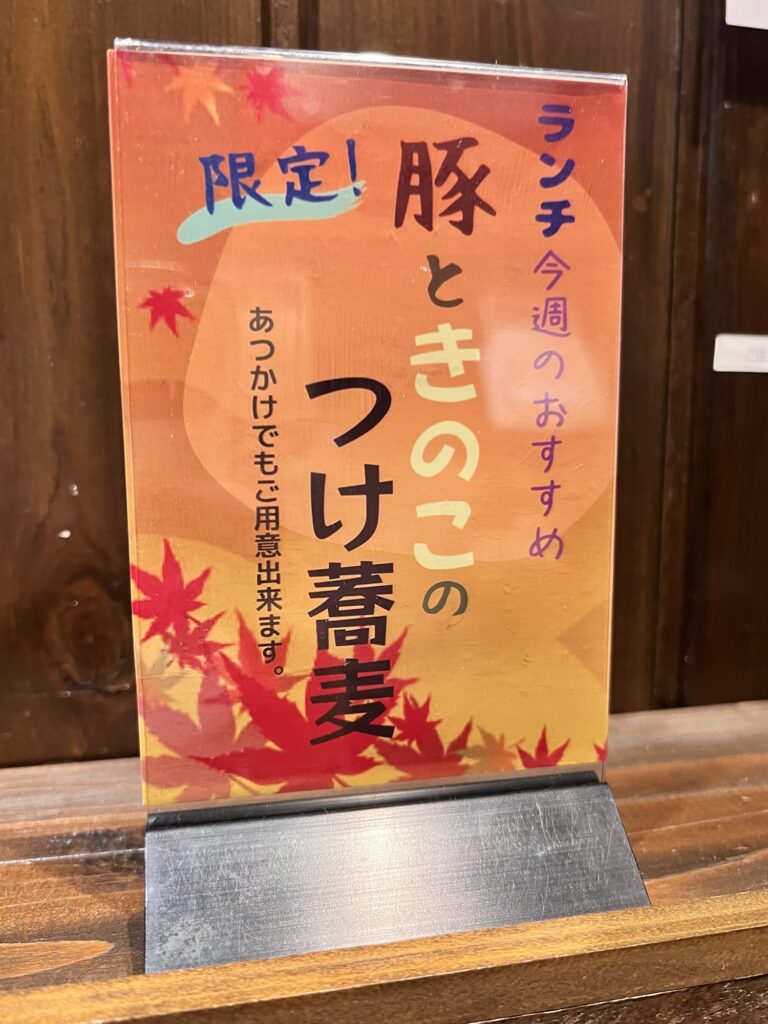 ランチ今週のおすすめ
豚ときのこの
つけ蕎麦
限定!
あつかけでもご用意出来ます。